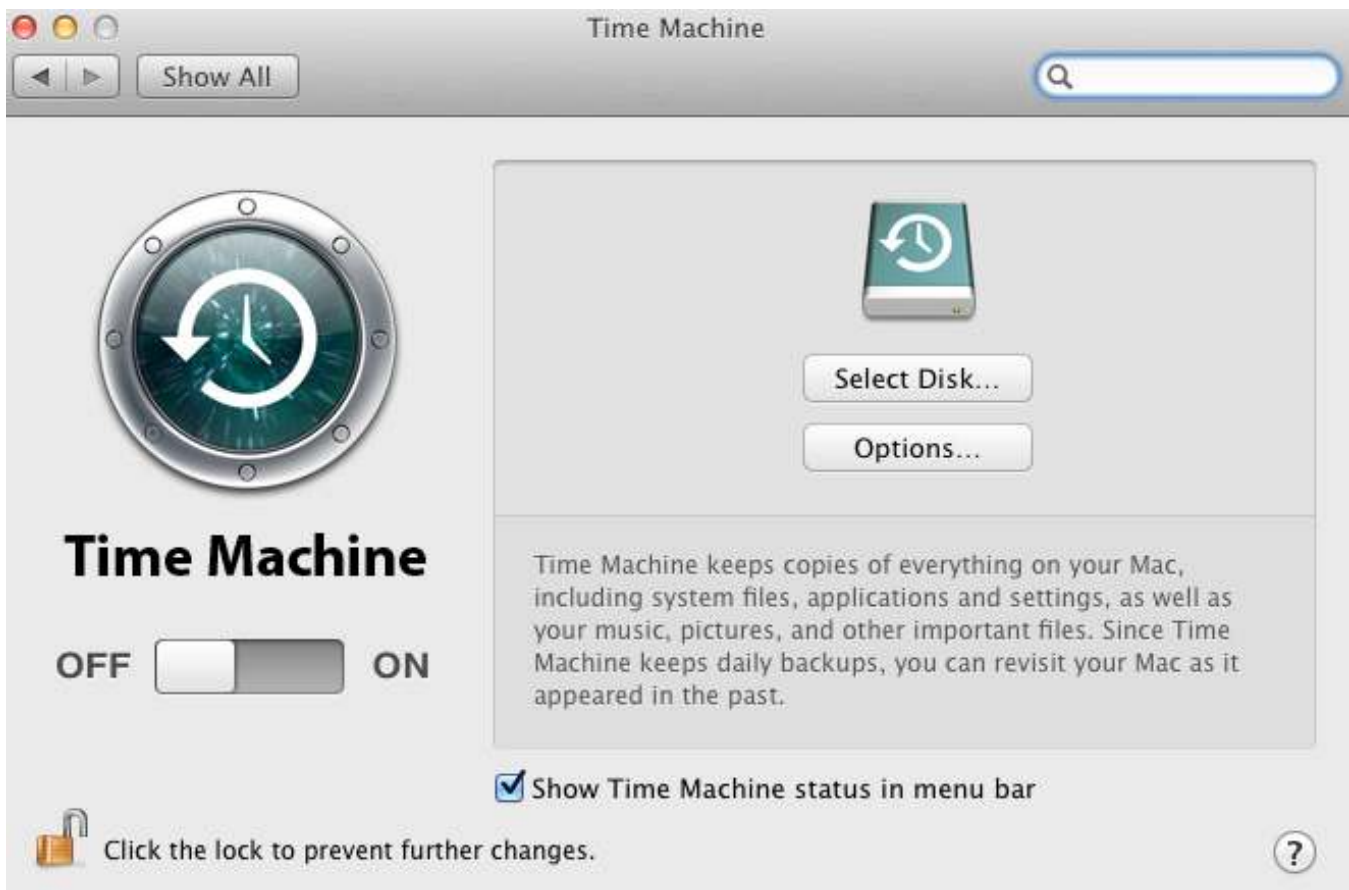 Time Machine
Show All
Select Disk...
Options...
Time Machine
OFF ON
Time Machine keeps copies of everything on your Mac,
including system files, applications and settings, as well as
your music, pictures, and other important files. Since Time
Machine keeps daily backups, you can revisit your Mac as it
appeared in the past.
Show Time Machine status in menu bar
Click the lock to prevent further changes.
?